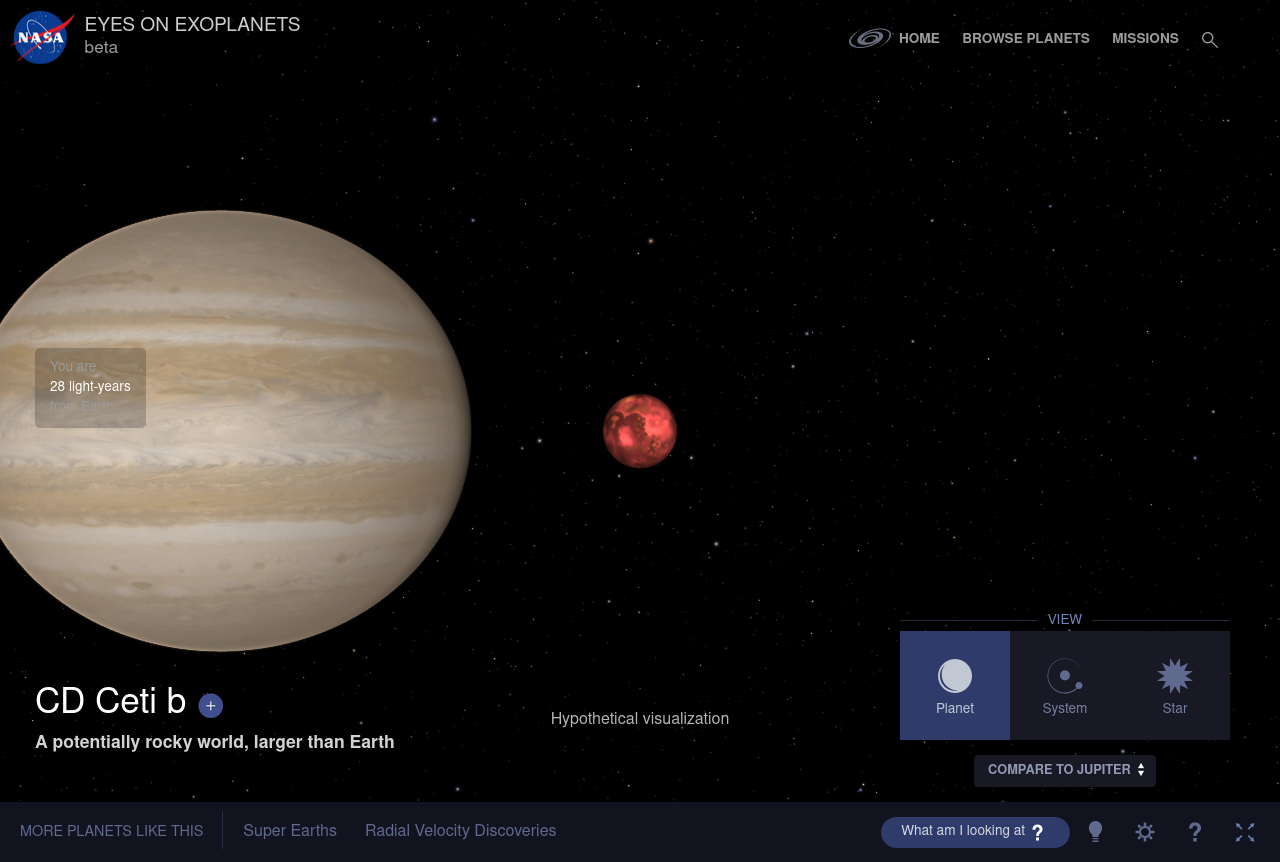 NASA
EYES ON EXOPLANETS
beta
HOME
BROWSE PLANETS
MISSIONS
You are
28 light-years
from Earth
VIEW
Planet
System
Star
CD Ceti b +
A potentially rocky world, larger than Earth
Hypothetical visualization
COMPARE TO JUPITER
MORE PLANETS LIKE THIS
Super Earths
Radial Velocity Discoveries
What am I looking at ?
?